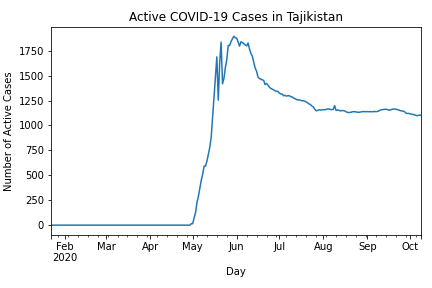 Active COVID-19 Cases in Tajikistan
Number of Active Cases
1750
1500
1250
1000
750
500
250
0
Feb Mar Apr May Jun Jul Aug Sep Oct
2020
Day